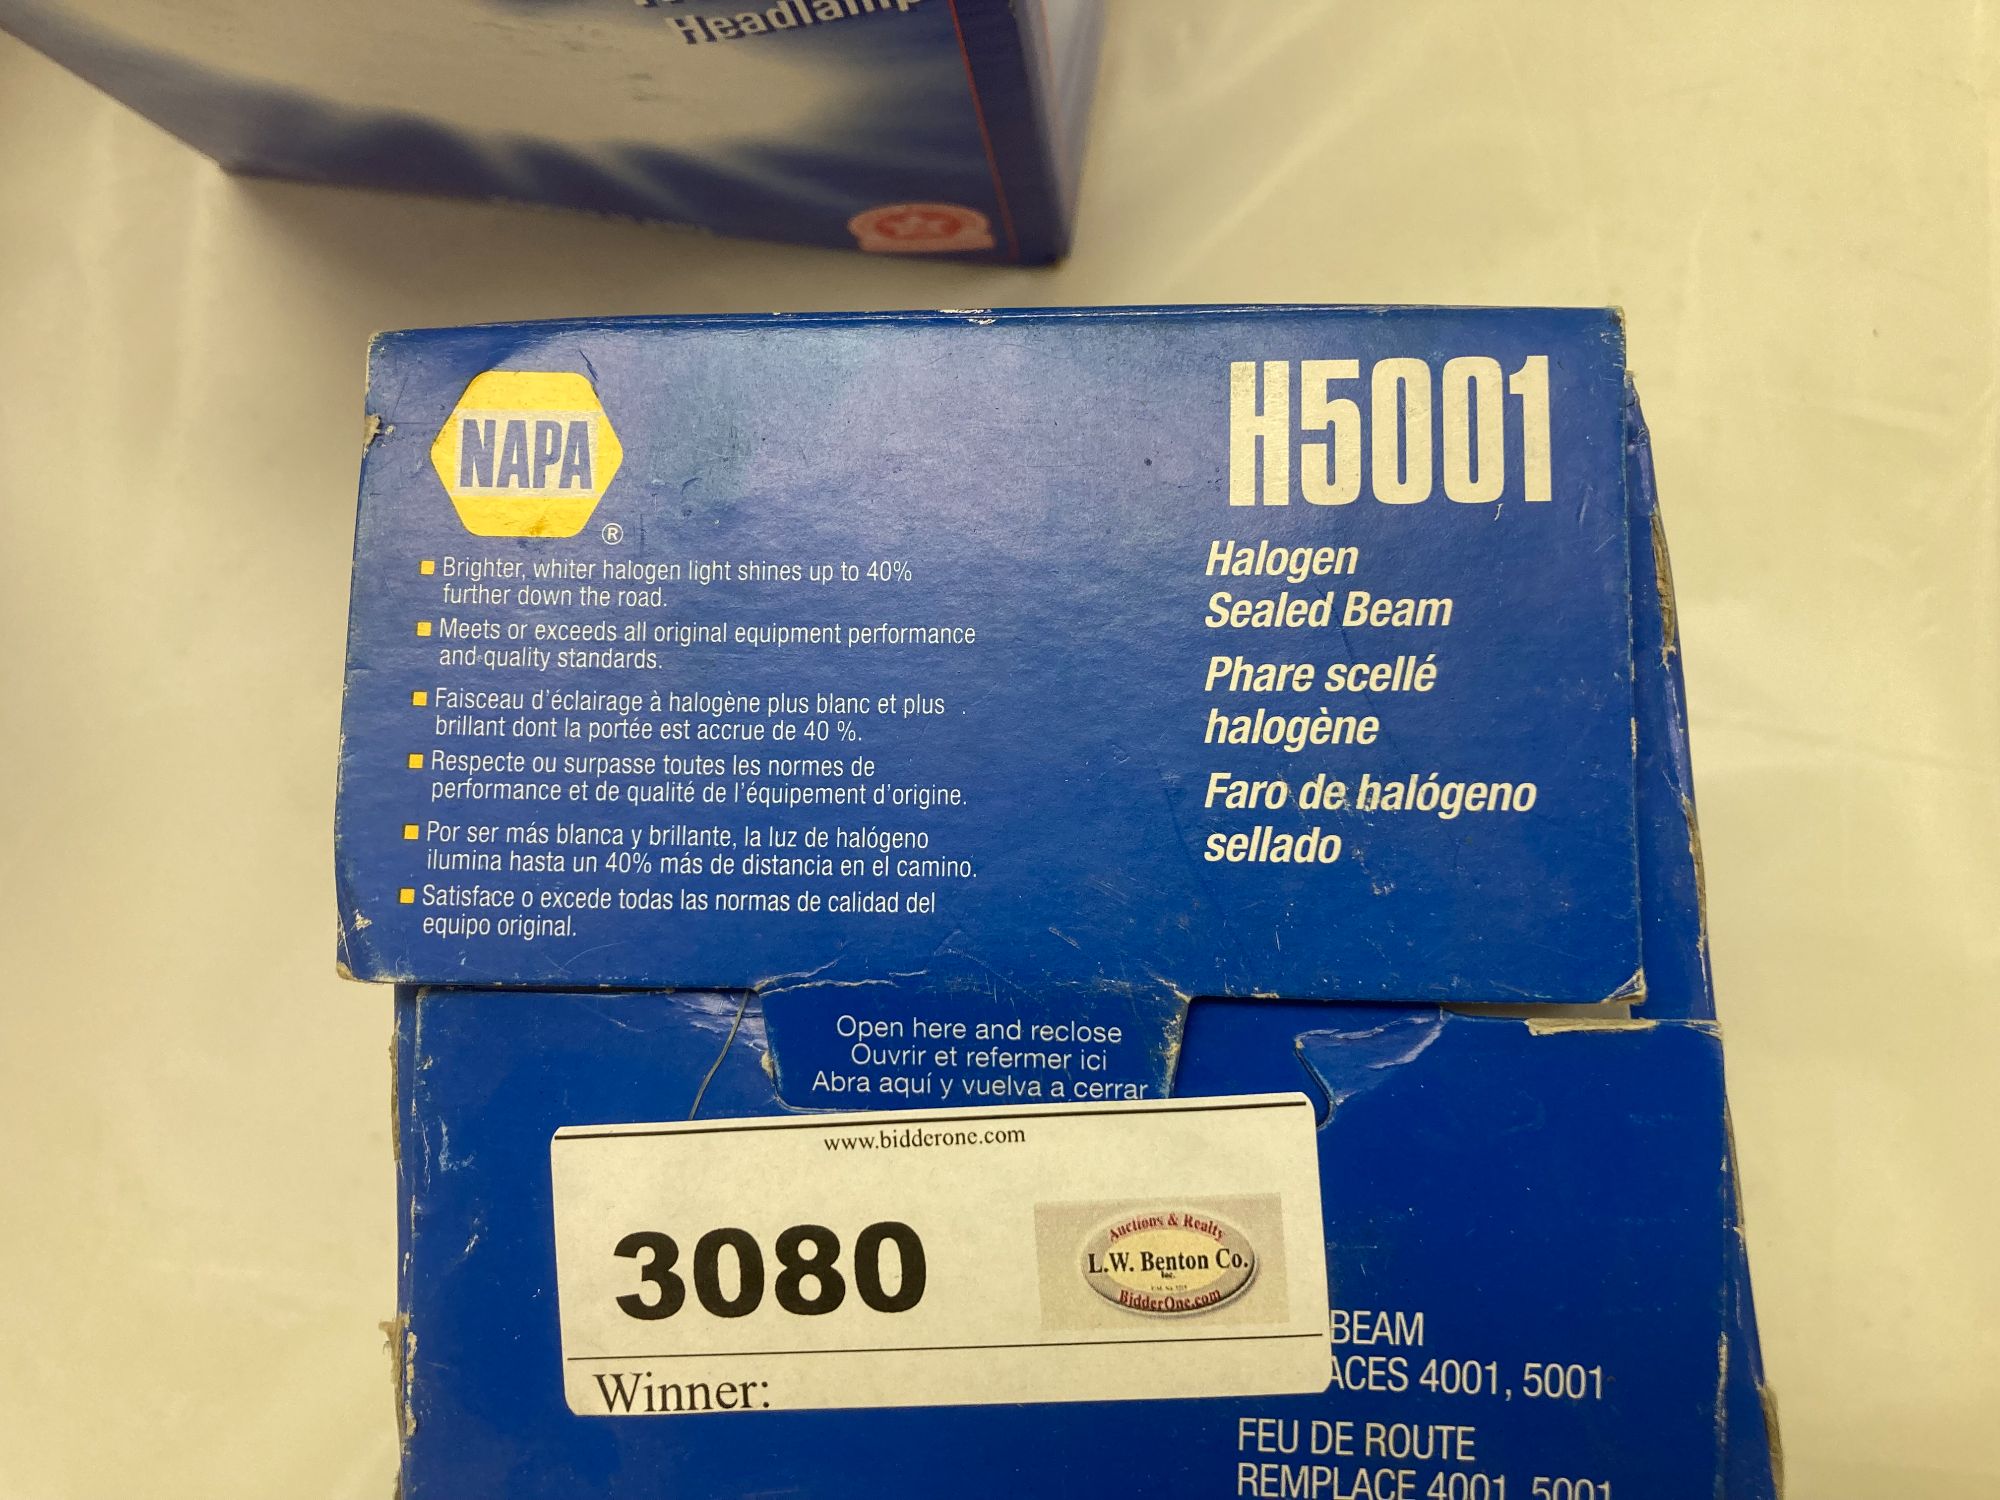 Headlamp
NAPA
®
H5001
Brighter, whiter halogen light shines up to 40%
further down the road.
Meets or exceeds all original equipment performance
and quality standards.
Faisceau d'éclairage à halogène plus blanc et plus
brillant dont la portée est accrue de 40 %.
Respecte ou surpasse toutes les normes de
performance et de qualité de l'équipement d'origine.
Por ser más blanca y brillante, la luz de halógeno
ilumina hasta un 40% más de distancia en el camino.
Satisface o excede todas las normas de calidad del
equipo original.
Halogen
Sealed Beam
Phare scellé
halogène
Faro de halógeno
sellado
Open here and reclose
Ouvrir et refermer ici
Abra aquí y vuelva a cerrar
www.bidderone.com
3080
Auctions & Realty
L.W. Benton Co.
Inc.
BidderOne.com
Winner:
BEAM
ACES 4001, 5001
FEU DE ROUTE
REMPLACE 4001, 5001